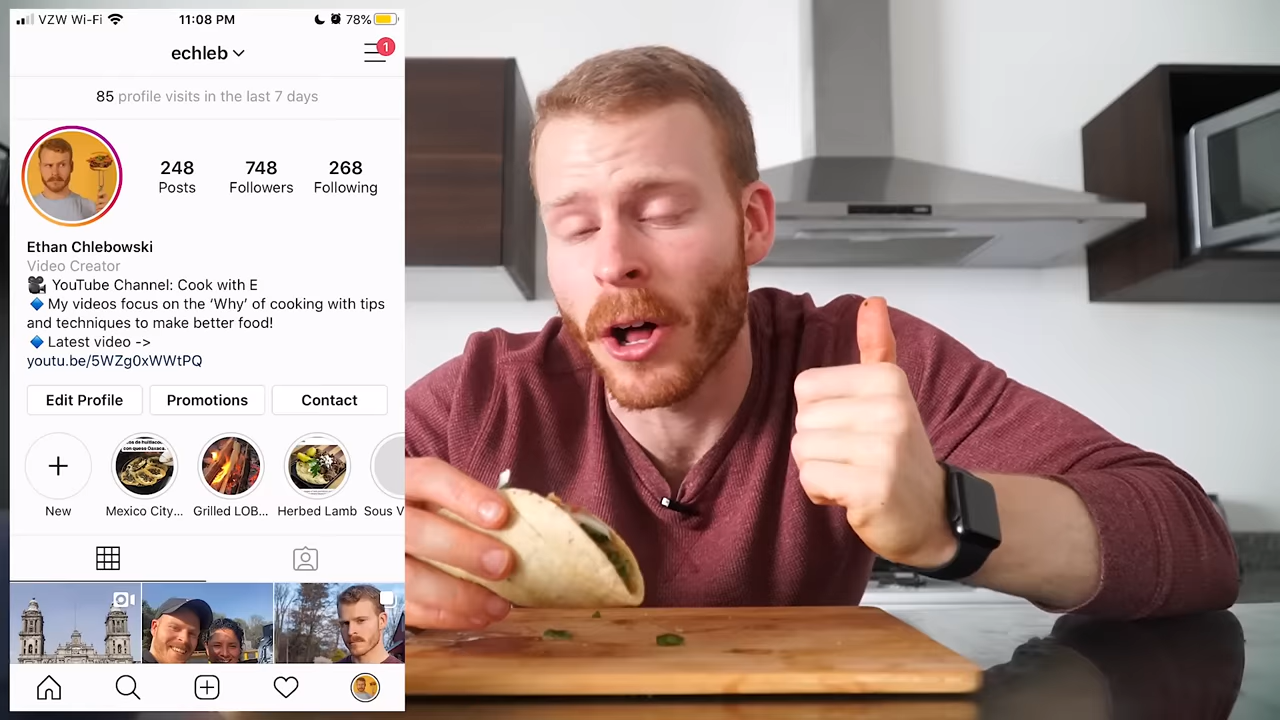 VZW Wi-Fi 11:08 PM 78%
echleb
1
85 profile visits in the last 7 days
248 748 268
Posts Followers Following
Ethan Chlebowski
Video Creator
YouTube Channel: Cook with E
My videos focus on the ‘Why’ of cooking with tips
and techniques to make better food!
Latest video ->
youtu.be/5WZg0xWWtPQ
Edit Profile Promotions Contact
con queso Oaxaca
New Mexico City... Grilled LOB... Herbed Lamb Sous V